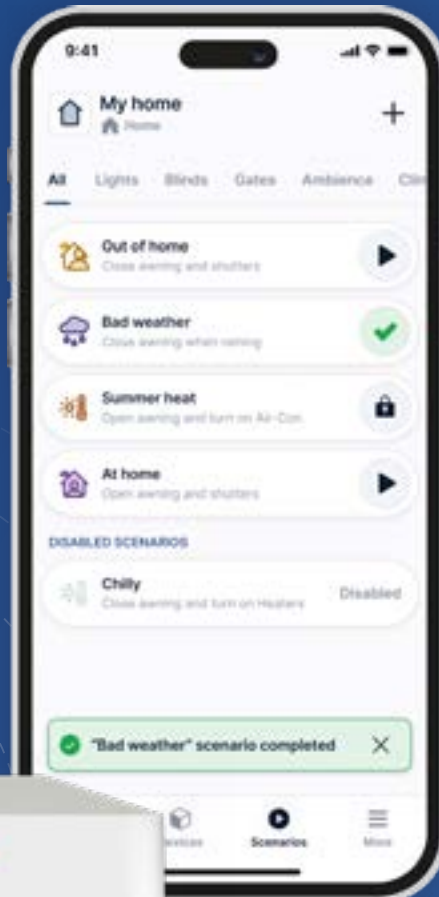 9:41
My home
Home
All Lights Blinds Gates Ambience Clim
Out of home
Close awning and shutters
Bad weather
Close awning when raining
Summer heat
Open awning and turn on Air-Con
At home
Open awning and shutters
DISABLED SCENARIOS
Chilly
Close awning and turn on Heaters
Disabled
"Bad weather" scenario completed
Scenarios More